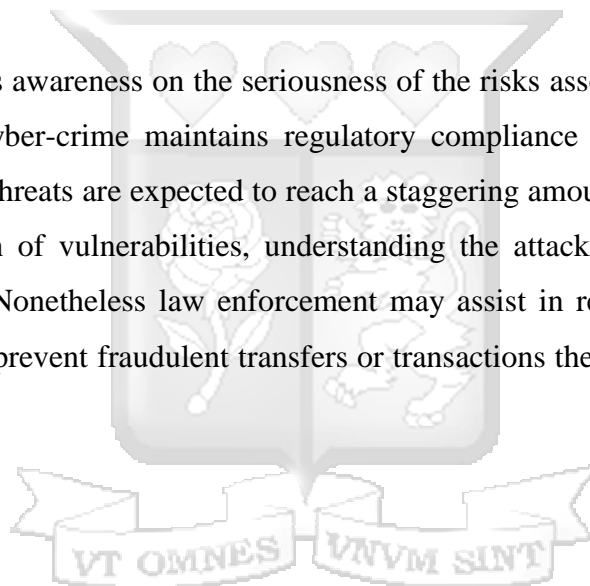 s awareness on the seriousness of the risks asso
yber-crime maintains regulatory compliance
hreats are expected to reach a staggering amou
of vulnerabilities, understanding the attack
Nonetheless law enforcement may assist in re
prevent fraudulent transfers or transactions the
VT OMNES VNVM SINT